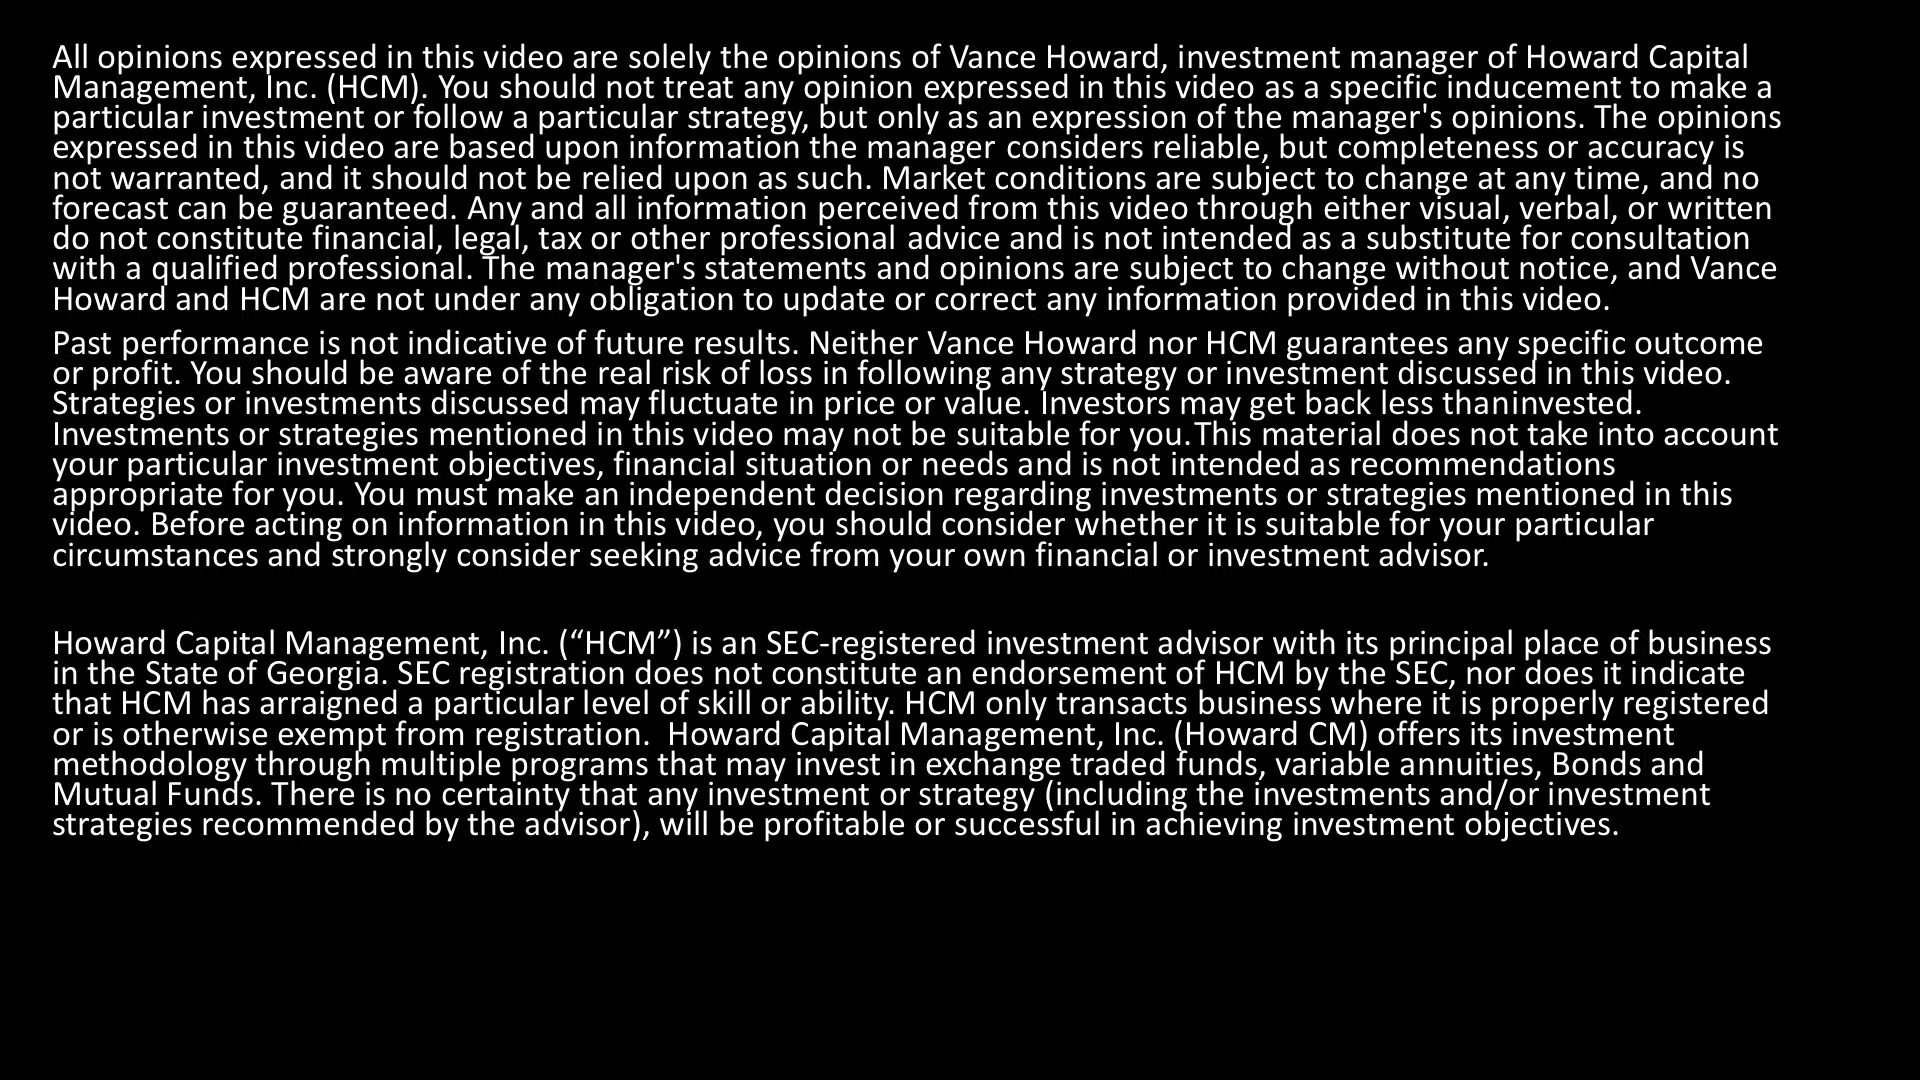 All opinions expressed in this video are solely the opinions of Vance Howard, investment manager of Howard Capital
Management, Inc. (HCM). You should not treat any opinion expressed in this video as a specific inducement to make a
particular investment or follow a particular strategy, but only as an expression of the manager's opinions. The opinions
expressed in this video are based upon information the manager considers reliable, but completeness or accuracy is
not warranted, and it should not be relied upon as such. Market conditions are subject to change at any time, and no
forecast can be guaranteed. Any and all information perceived from this video through either visual, verbal, or written
do not constitute financial, legal, tax or other professional advice and is not intended as a substitute for consultation
with a qualified professional. The manager's statements and opinions are subject to change without notice, and Vance
Howard and HCM are not under any obligation to update or correct any information provided in this video.
Past performance is not indicative of future results. Neither Vance Howard nor HCM guarantees any specific outcome
or profit. You should be aware of the real risk of loss in following any strategy or investment discussed in this video.
Strategies or investments discussed may fluctuate in price or value. Investors may get back less thaninvested.
Investments or strategies mentioned in this video may not be suitable for you.This material does not take into account
your particular investment objectives, financial situation or needs and is not intended as recommendations
appropriate for you. You must make an independent decision regarding investments or strategies mentioned in this
video. Before acting on information in this video, you should consider whether it is suitable for your particular
circumstances and strongly consider seeking advice from your own financial or investment advisor.
Howard Capital Management, Inc. (“HCM”) is an SEC-registered investment advisor with its principal place of business
in the State of Georgia. SEC registration does not constitute an endorsement of HCM by the SEC, nor does it indicate
that HCM has arraigned a particular level of skill or ability. HCM only transacts business where it is properly registered
or is otherwise exempt from registration.  Howard Capital Management, Inc. (Howard CM) offers its investment
methodology through multiple programs that may invest in exchange traded funds, variable annuities, Bonds and
Mutual Funds. There is no certainty that any investment or strategy (including the investments and/or investment
strategies recommended by the advisor), will be profitable or successful in achieving investment objectives.